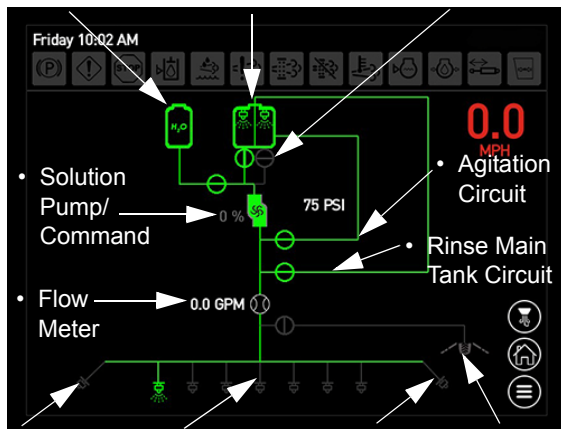 Friday 10:02 AM
(P)
STOP
H₂O
0.0
MPH
• Agitation
Circuit
• Solution
Pump/
Command
0 %
75 PSI
• Rinse Main
Tank Circuit
• Flow
Meter
0.0 GPM